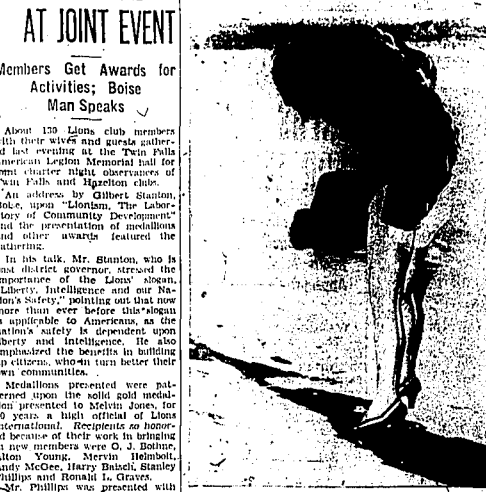 AT JOINT EVENT
Members Get Awards for
Activities; Boise
Man Speaks
About 130 Lions club members
with their wives and guests gather-
ed last evening at the Twin Falls
American Legion Memorial hall for
joint charter night observances of
Twin Falls and Hazelton clubs.
An address by Gilbert Stanton,
Boise, upon "Lionism, The Labor-
atory of Community Development"
and the presentation of medallions
and other awards featured the
gathering.
In his talk, Mr. Stanton, who is
past district governor, stressed the
importance of the Lions' slogan,
"Liberty, Intelligence and our Na-
tion's Safety," pointing out that now
more than ever before this slogan
is applicable to Americans, as the
nation's safety is dependent upon
liberty and intelligence. He also
emphasized the benefits in building
up citizens, who in turn better their
own communities.
Medallions presented were pat-
terned upon the solid gold medal-
lion presented to Melvin Jones, for
years a high official of Lions
International. Recipients so honor-
ed because of their work in bringing
in new members were O. J. Bothne,
Alton Young, Mervin Helmbolt,
Andy McGee, Harry Balsch, Stanley
Phillips and Ronald L. Graves.
Mr. Phillips was presented with